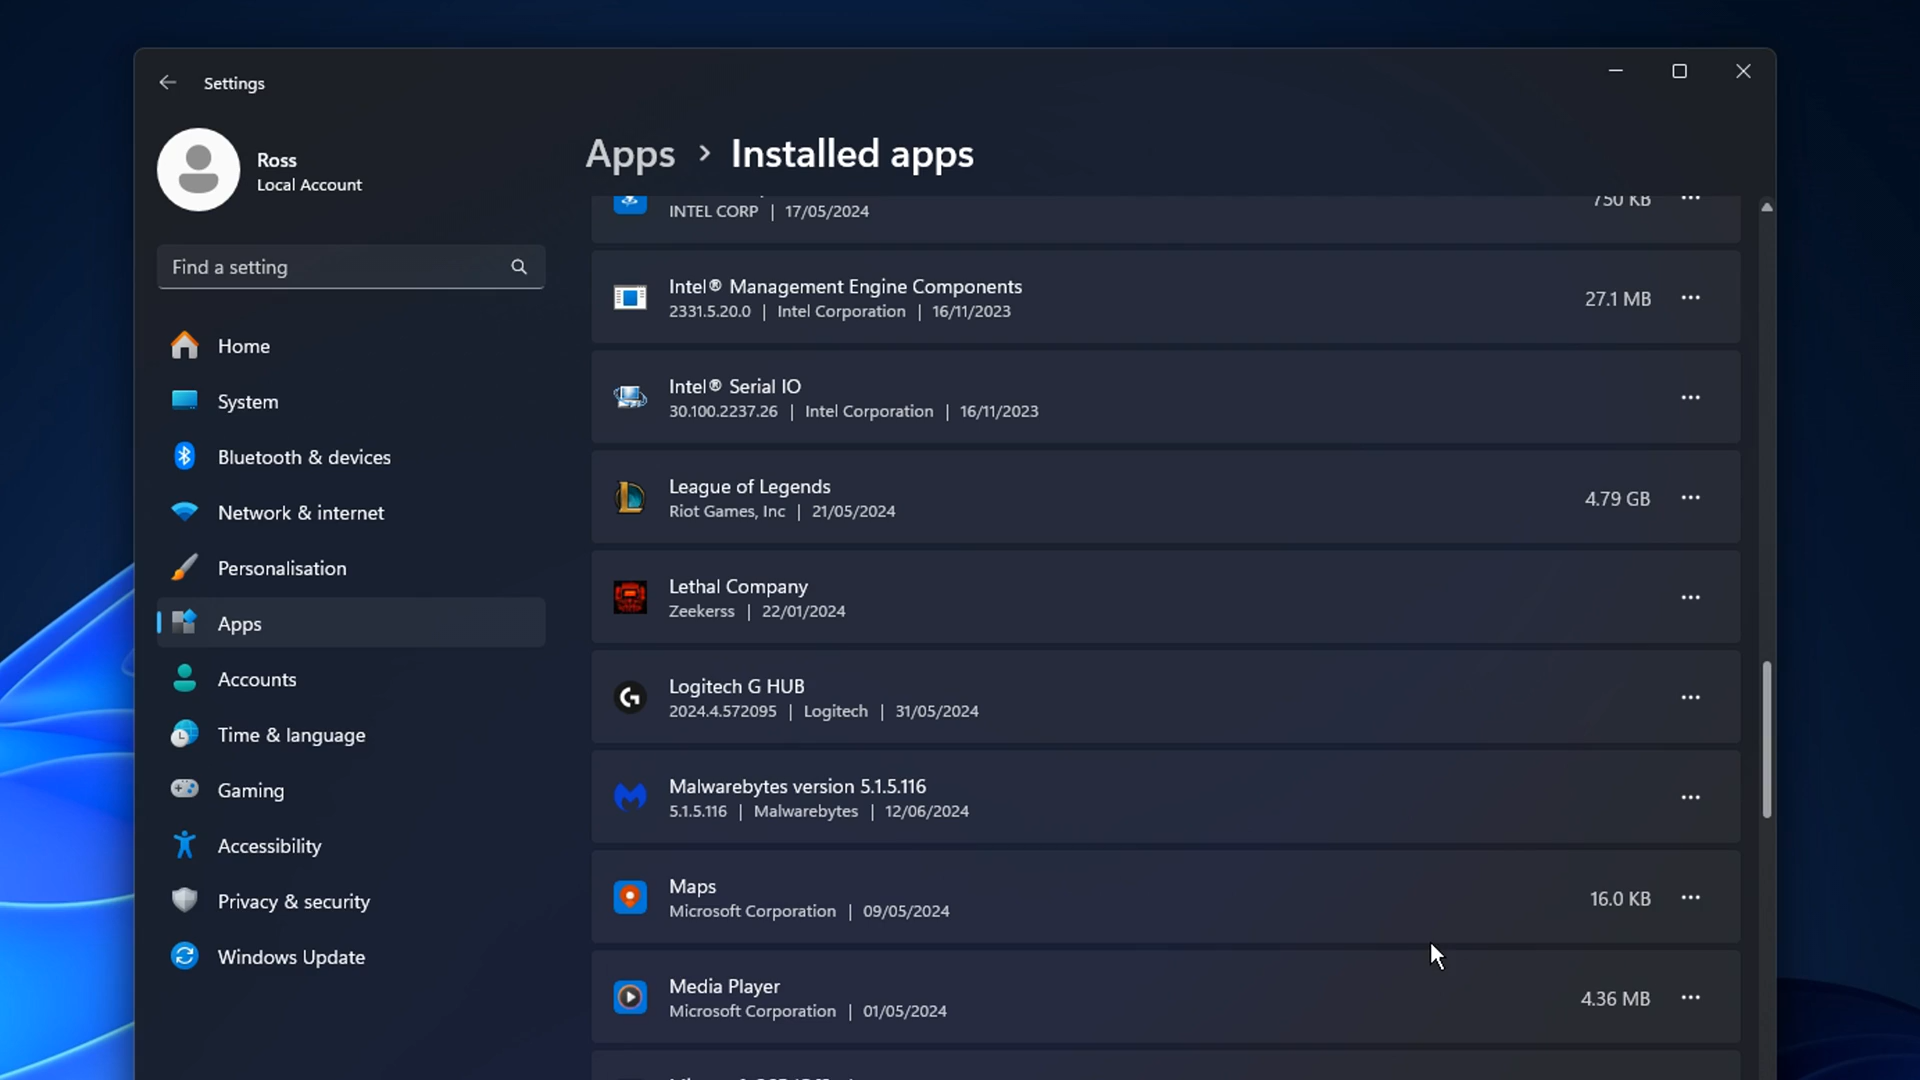 Settings
Ross
Local Account
Find a setting
Home
System
Bluetooth & devices
Network & internet
Personalisation
Apps
Accounts
Time & language
Gaming
Accessibility
Privacy & security
Windows Update
Apps > Installed apps
INTEL CORP | 17/05/2024
750 KB
Intel® Management Engine Components
2331.5.20.0 | Intel Corporation | 16/11/2023
27.1 MB
Intel® Serial IO
30.100.2237.26 | Intel Corporation | 16/11/2023
League of Legends
Riot Games, Inc | 21/05/2024
4.79 GB
Lethal Company
Zeekerss | 22/01/2024
Logitech G HUB
2024.4.572095 | Logitech | 31/05/2024
Malwarebytes version 5.1.5.116
5.1.5.116 | Malwarebytes | 12/06/2024
Maps
Microsoft Corporation | 09/05/2024
16.0 KB
Media Player
Microsoft Corporation | 01/05/2024
4.36 MB